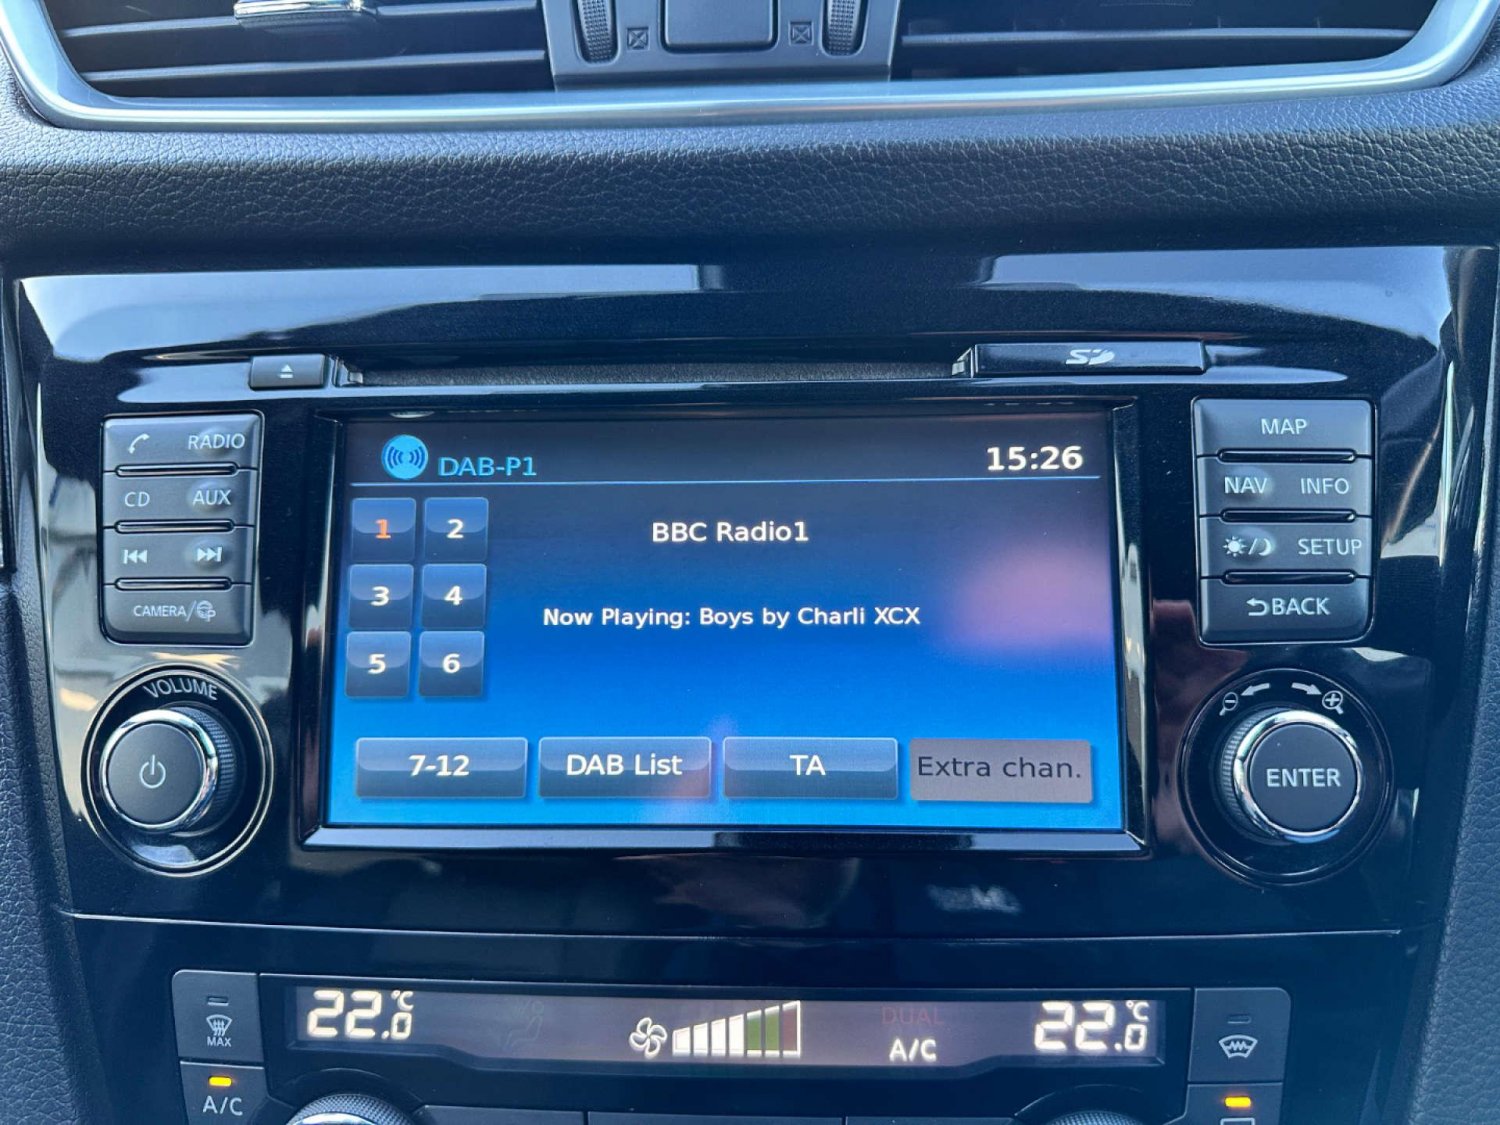 SD
RADIO
CD AUX
CAMERA/
VOLUME
DAB-P1
15:26
1 2
3 4
5 6
BBC Radio1
Now Playing: Boys by Charli XCX
7-12 DAB List TA Extra chan.
MAP
NAV INFO
SETUP
BACK
ENTER
MAX
A/C
22.0 °C
DUAL
A/C
22.0 °C